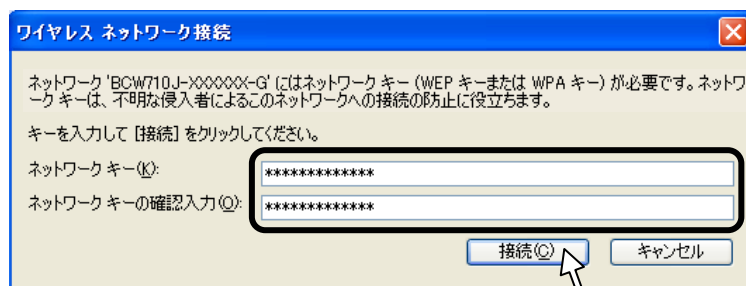 ワイヤレス ネットワーク接続
ネットワーク 'BCW710J-XXXXXX-G' にはネットワーク キー (WEP キーまたは WPA キー) が必要です。ネットワ
ーク キーは、不明な侵入者によるこのネットワークへの接続の防止に役立ちます。
キーを入力して [接続] をクリックしてください。
ネットワーク キー(K): *************
ネットワーク キーの確認入力(O): *************
接続(C) キャンセル